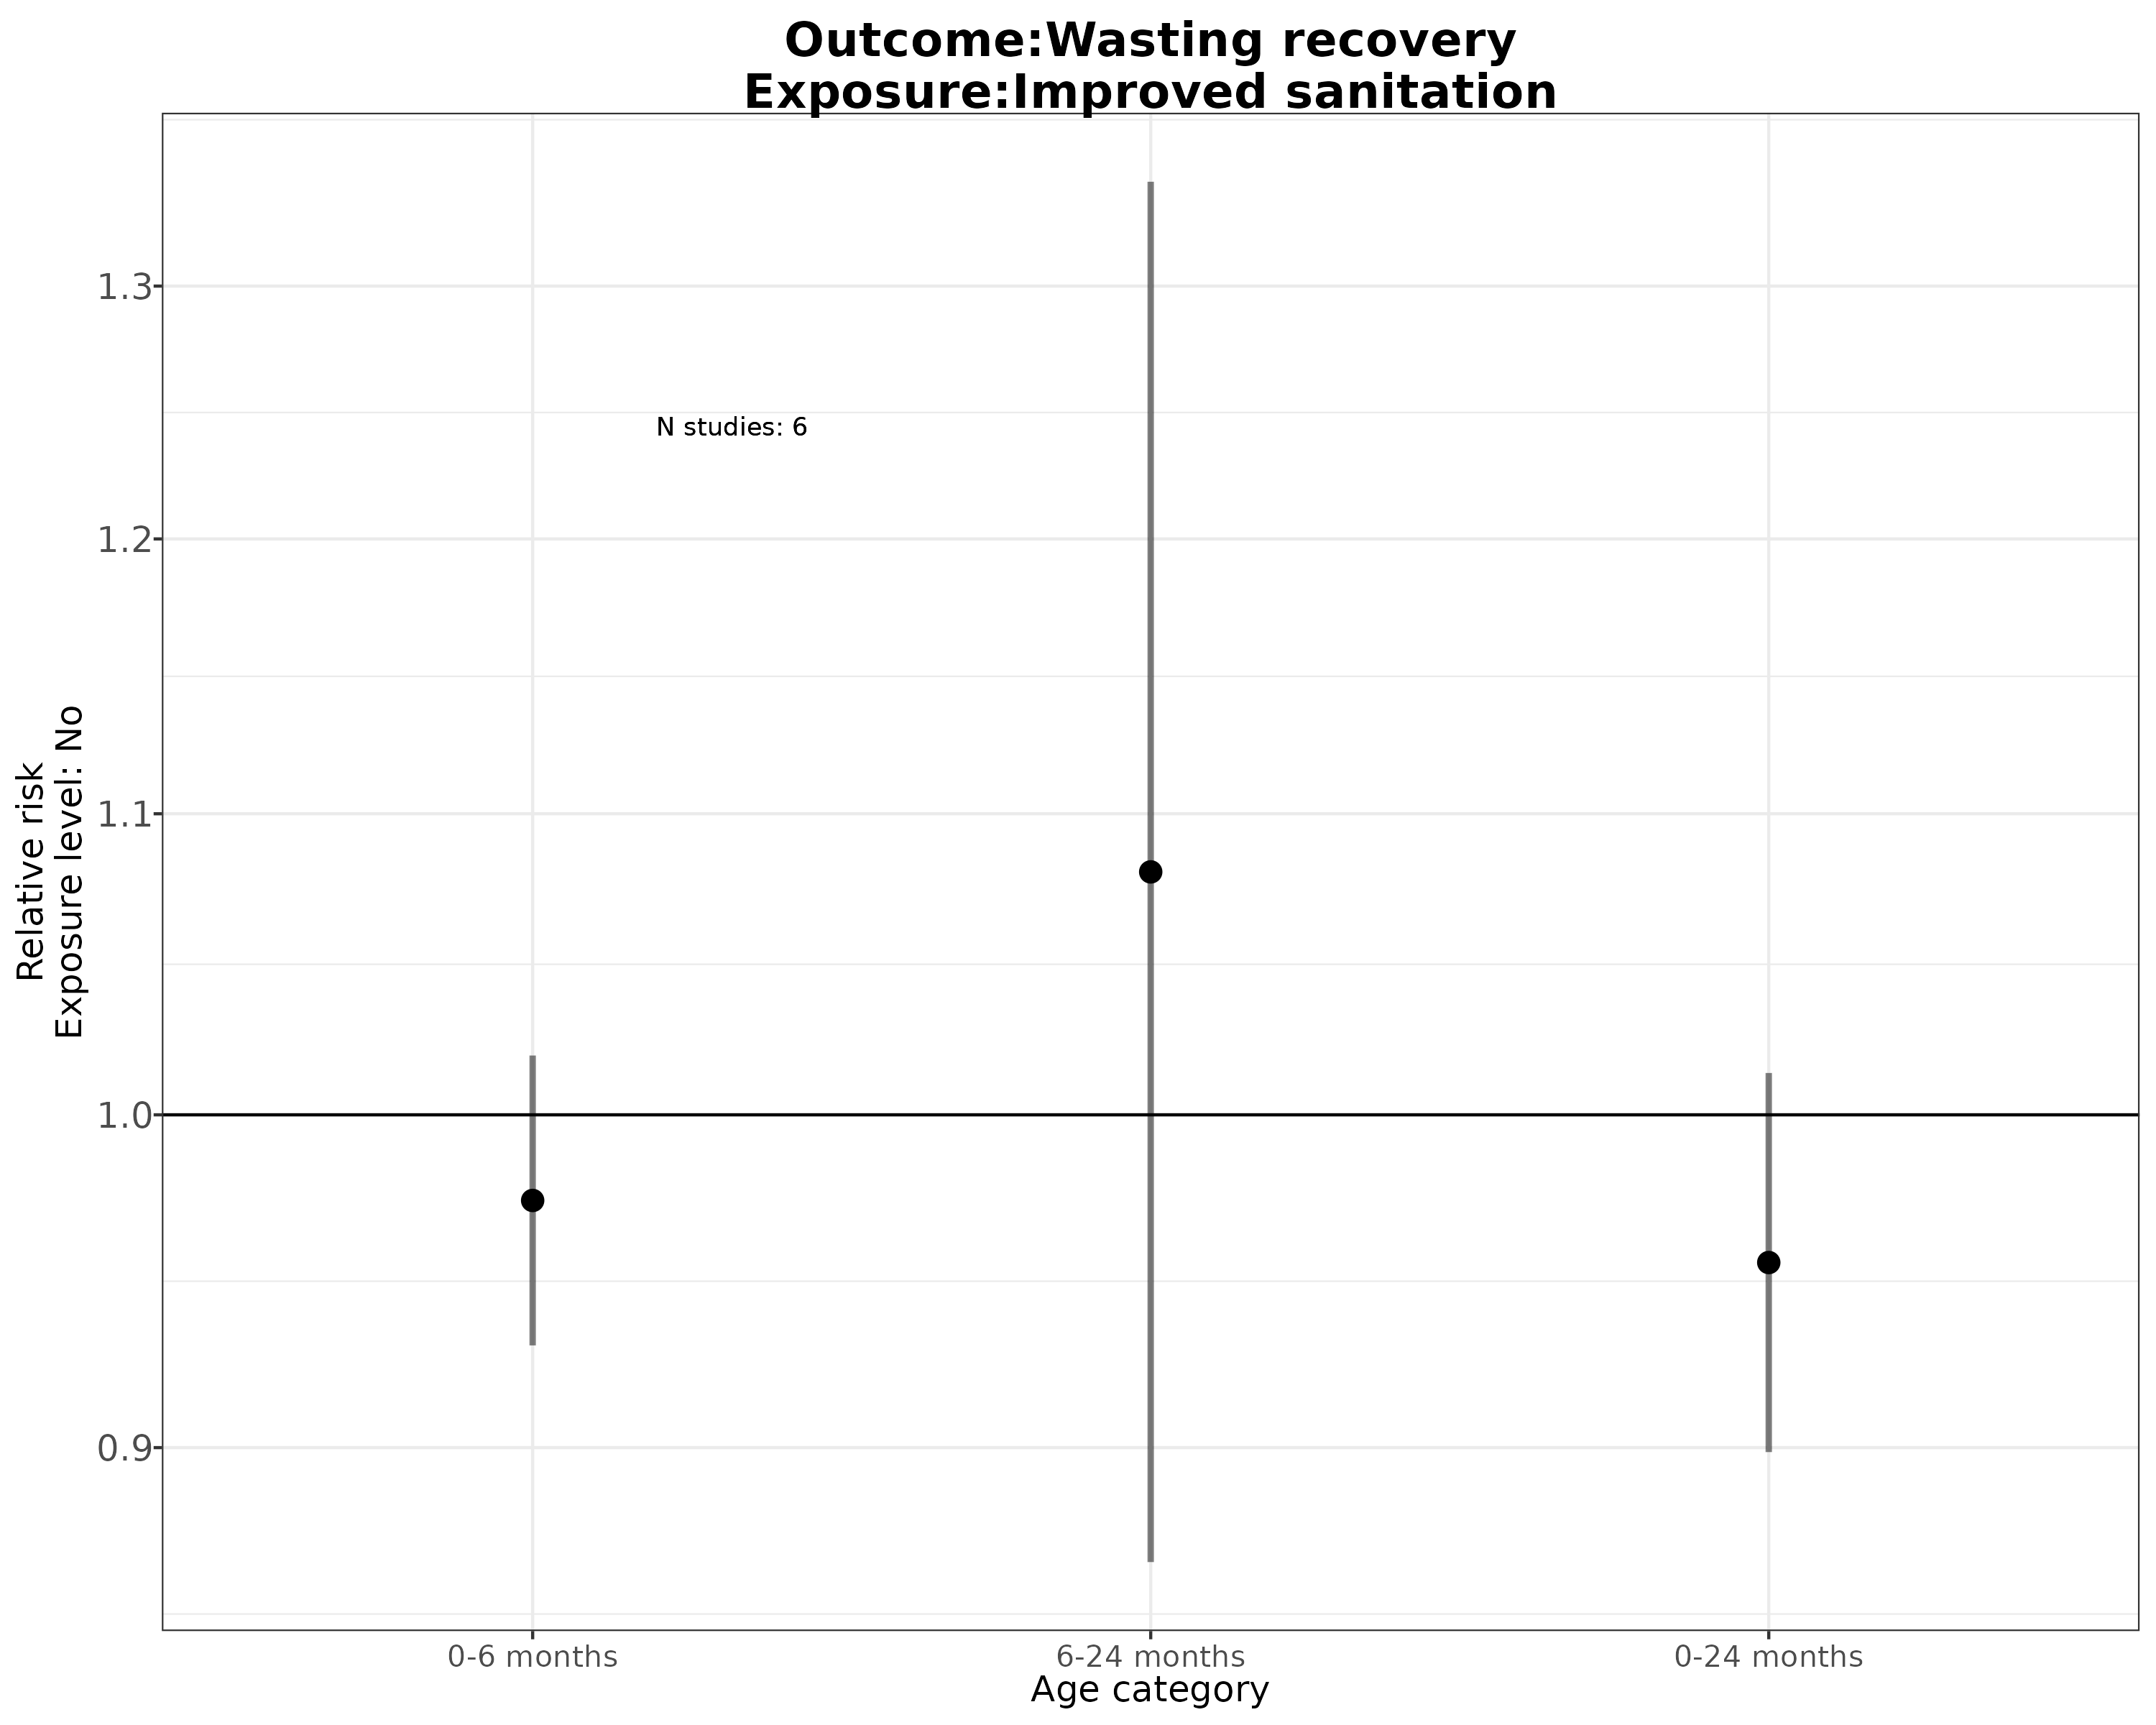 Outcome:Wasting recovery
Exposure:Improved sanitation
Relative risk
Exposure level: No
1.3
1.2
1.1
1.0
0.9
N studies: 6
0-6 months
6-24 months
0-24 months
Age category